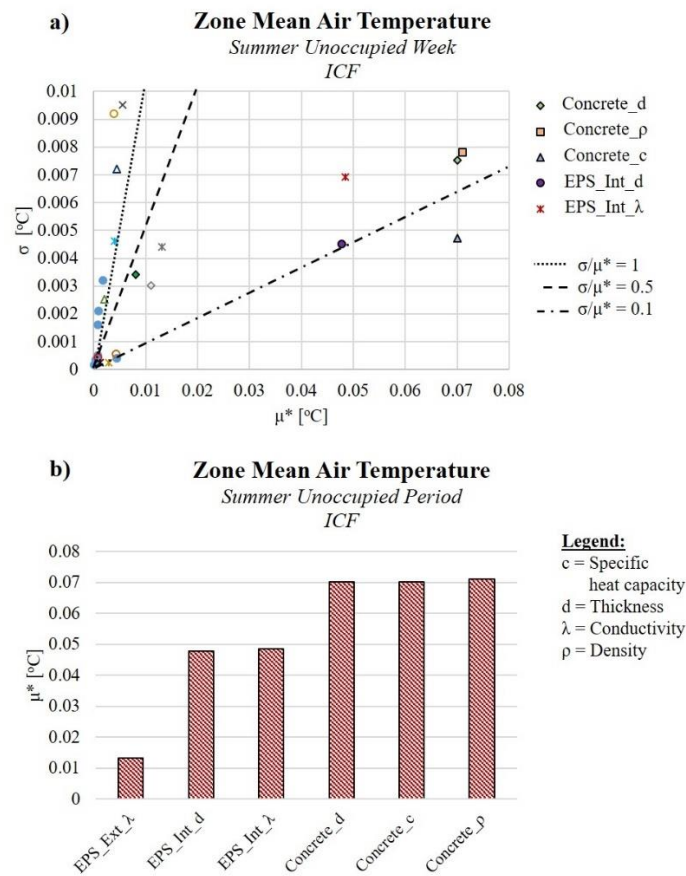 a)
Zone Mean Air Temperature
Summer Unoccupied Week
ICF
0.01
0.009
0.008
0.007
0.006
0.005
0.004
0.003
0.002
0.001
0
σ [°C]
0
0.01
0.02
0.03
0.04
0.05
0.06
0.07
0.08
μ* [°C]
Concrete_d
Concrete_ρ
Concrete_c
EPS_Int_d
EPS_Int_λ
σ/μ* = 1
σ/μ* = 0.5
σ/μ* = 0.1
b)
Zone Mean Air Temperature
Summer Unoccupied Period
ICF
0.08
0.07
0.06
0.05
0.04
0.03
0.02
0.01
0
μ* [°C]
EPS_Ext_λ
EPS_Int_d
EPS_Int_λ
Concrete_d
Concrete_c
Concrete_ρ
Legend:
c = Specific
heat capacity
d = Thickness
λ = Conductivity
ρ = Density